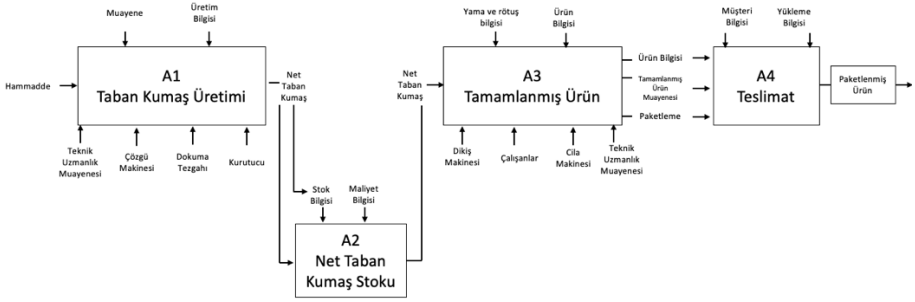 Muayene
Üretim
Bilgisi
Hammadde
A1
Taban Kumaş Üretimi
Teknik
Uzmanlık
Muayenesi
Çözgü
Makinesi
Dokuma
Tezgahı
Kurutucu
Net
Taban
Kumaş
Stok
Bilgisi
Maliyet
Bilgisi
A2
Net Taban
Kumaş Stoku
Net
Taban
Kumaş
Yama ve rötuş
bilgisi
Ürün
Bilgisi
A3
Tamamlanmış Ürün
Dikiş
Makinesi
Çalışanlar
Cila
Makinesi
Teknik
Uzmanlık
Muayenesi
Ürün Bilgisi
Tamamlanmış
Ürün
Muayenesi
Paketleme
Müşteri
Bilgisi
Yükleme
Bilgisi
A4
Teslimat
Paketlenmiş
Ürün